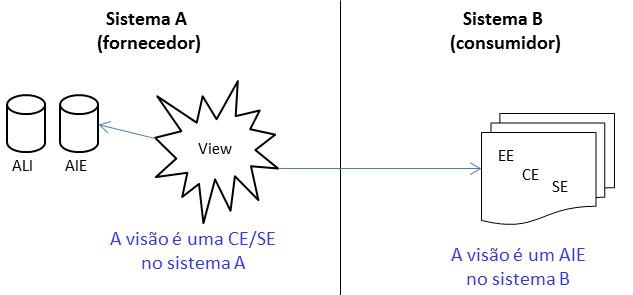 Sistema A
(fornecedor)
Sistema B
(consumidor)
ALI
AIE
View
EE
CE
SE
A visão é uma CE/SE
no sistema A
A visão é um AIE
no sistema B